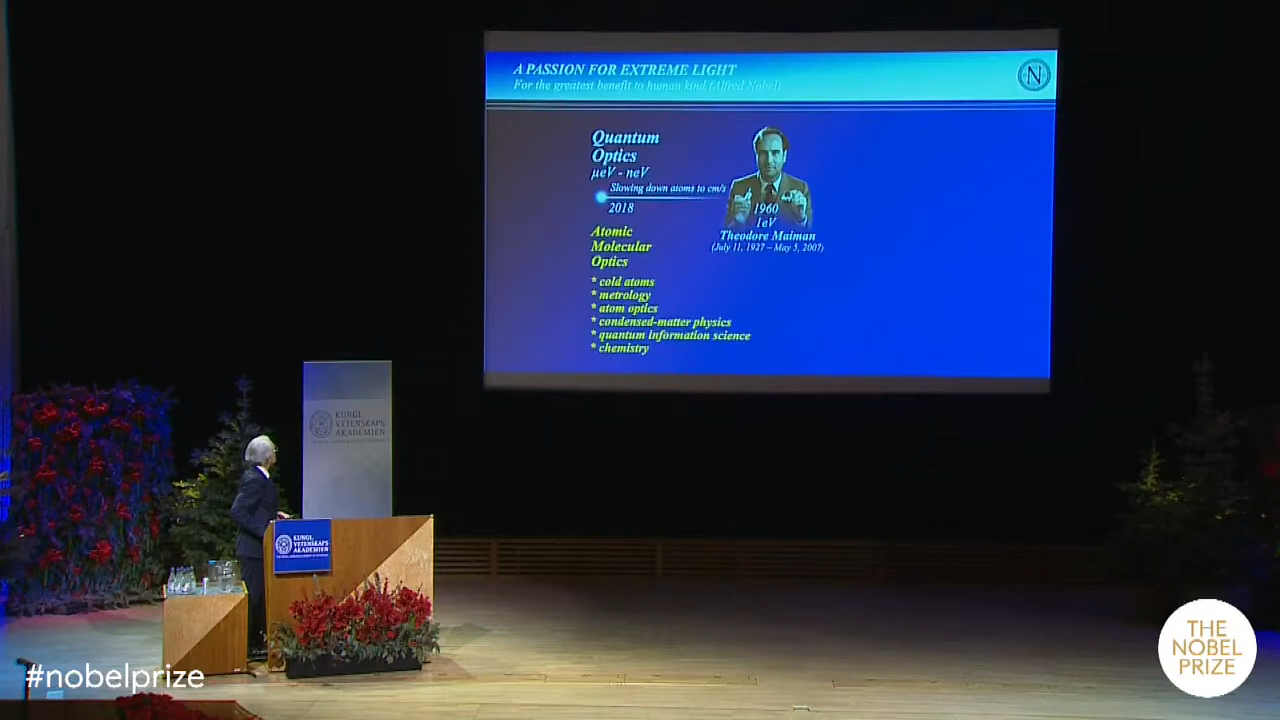 A PASSION FOR EXTREME LIGHT
For the greatest benefit to human kind (Alfred Nobel)
N
Quantum
Optics
µeV - neV
Slowing down atoms to cm/s
2018
1960
1eV
Theodore Maiman
(July 11, 1927 – May 5, 2007)
Atomic
Molecular
Optics
* cold atoms
* metrology
* atom optics
* condensed-matter physics
* quantum information science
* chemistry
KUNGL.
VETENSKAPS
AKADEMIEN
KUNGL.
VETENSKAPS
AKADEMIEN
#nobelprize
THE
NOBEL
PRIZE